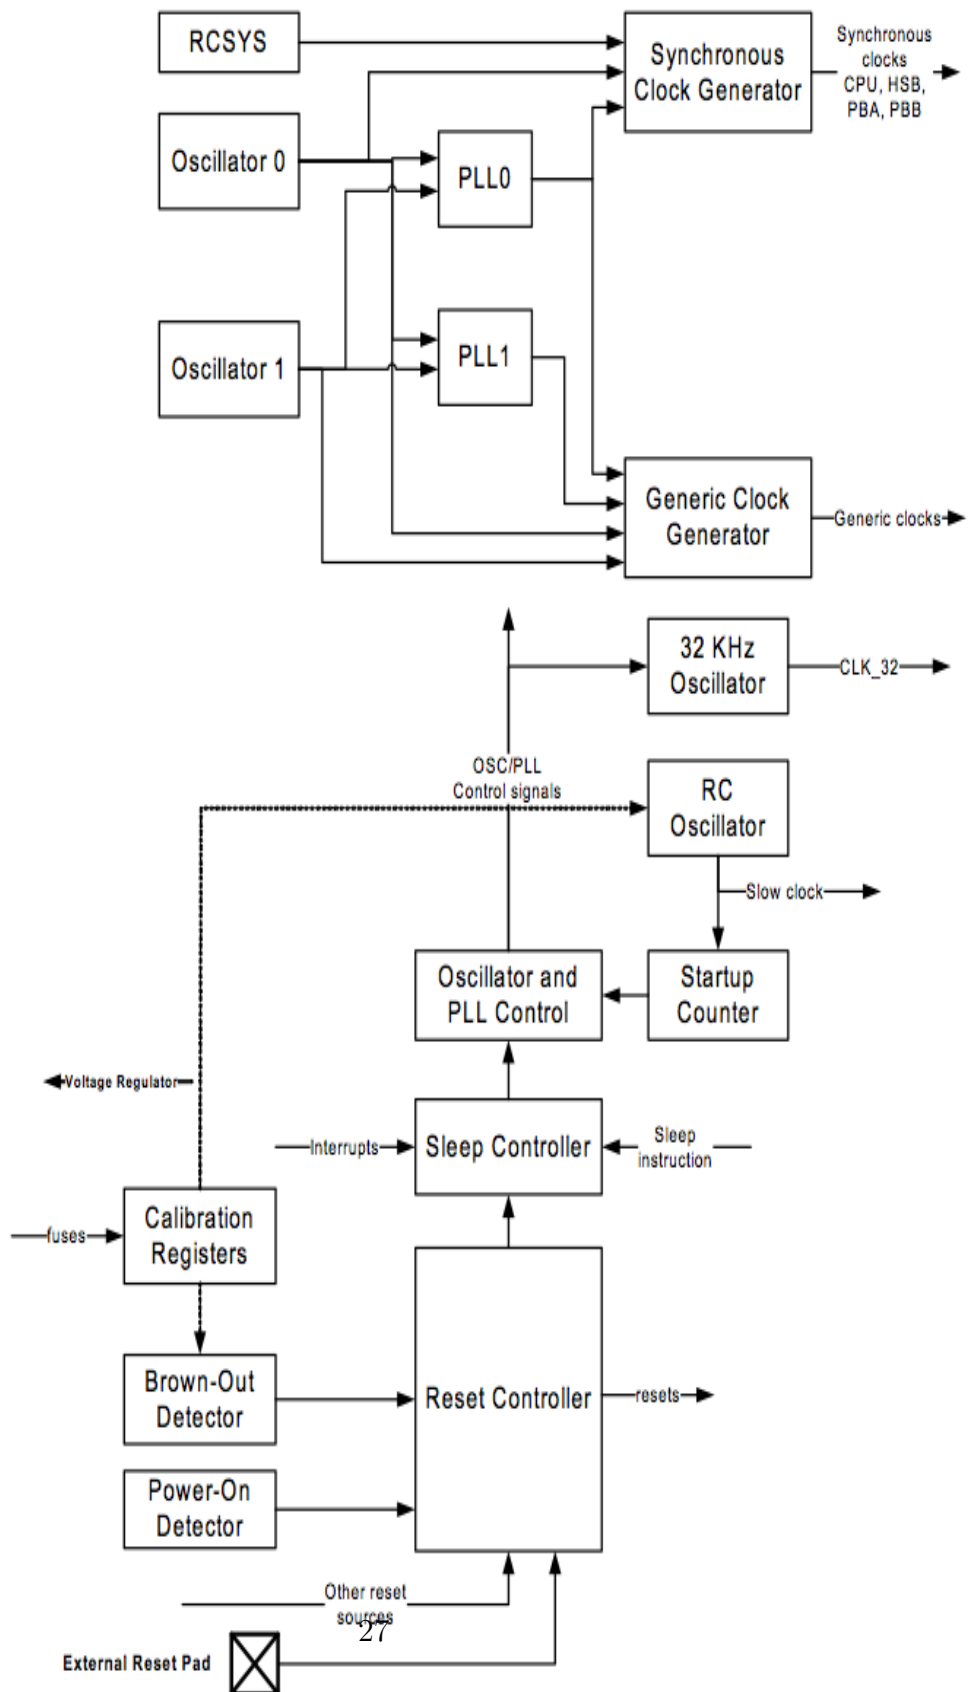 RCSYS
Synchronous
Clock Generator
Synchronous
clocks
CPU, HSB,
PBA, PBB
Oscillator 0
PLL0
Oscillator 1
PLL1
Generic Clock
Generator
Generic clocks
32 KHz
Oscillator
CLK_32
OSC/PLL
Control signals
RC
Oscillator
Slow clock
Oscillator and
PLL Control
Startup
Counter
Voltage Regulator
Interrupts
Sleep Controller
Sleep
instruction
fuses
Calibration
Registers
Brown-Out
Detector
Reset Controller
resets
Power-On
Detector
Other reset
sources
27
External Reset Pad